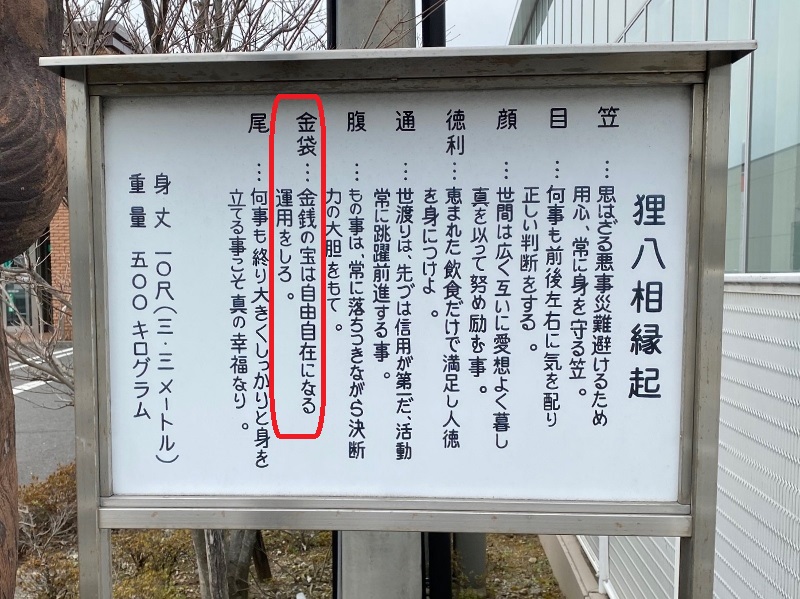 狸八相縁起
笠…思はざる悪事災難避けるため
用心、常に身を守る笠。
目…何事も前後左右に気を配り
正しい判断をする。
顔…世間は広く互いに愛想よく暮し
真を以って努め励む事。
徳利…恵まれた飲食だけで満足し人徳
を身につけよ。
通…世渡りは、先づは信用が第一だ、活動
常に跳躍前進する事。
腹…もの事は、常に落ちつきながら決断
力の大胆をもて。
金袋…金銭の宝は自由自在になる
運用をしろ。
尾…何事も終り大きくしっかりと身を
立てる事こそ真の幸福なり。
身丈 一〇尺(三・三メートル)
重量 五〇〇キログラム